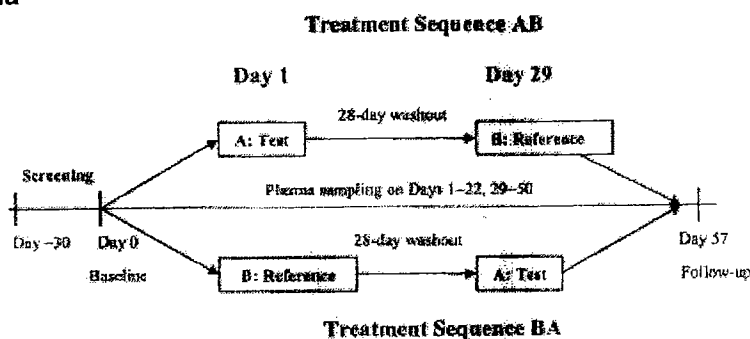 Treatment Sequence AB
Day 1 Day 29
28-day washout
A: Test B: Reference
Screening
Plasma sampling on Days 1–22, 29–50
Day –30 Day 0 28-day washout Day 57
Baseline B: Reference A: Test Follow-up
Treatment Sequence BA